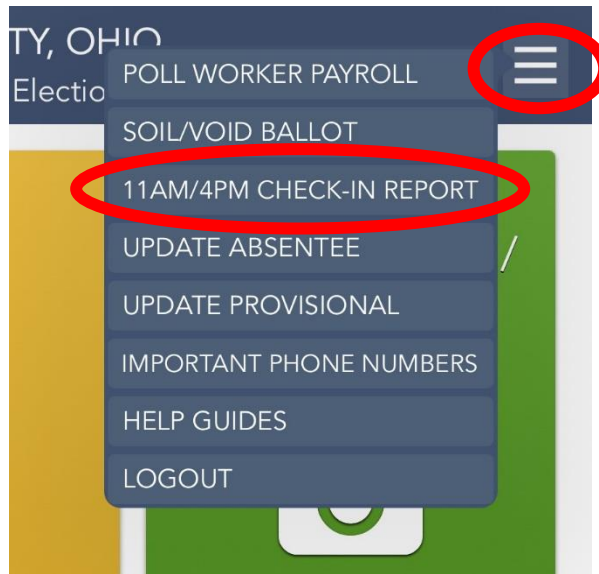 TY, OHIO
Electio
POLL WORKER PAYROLL
SOIL/VOID BALLOT
11AM/4PM CHECK-IN REPORT
UPDATE ABSENTEE
/
UPDATE PROVISIONAL
IMPORTANT PHONE NUMBERS
HELP GUIDES
LOGOUT